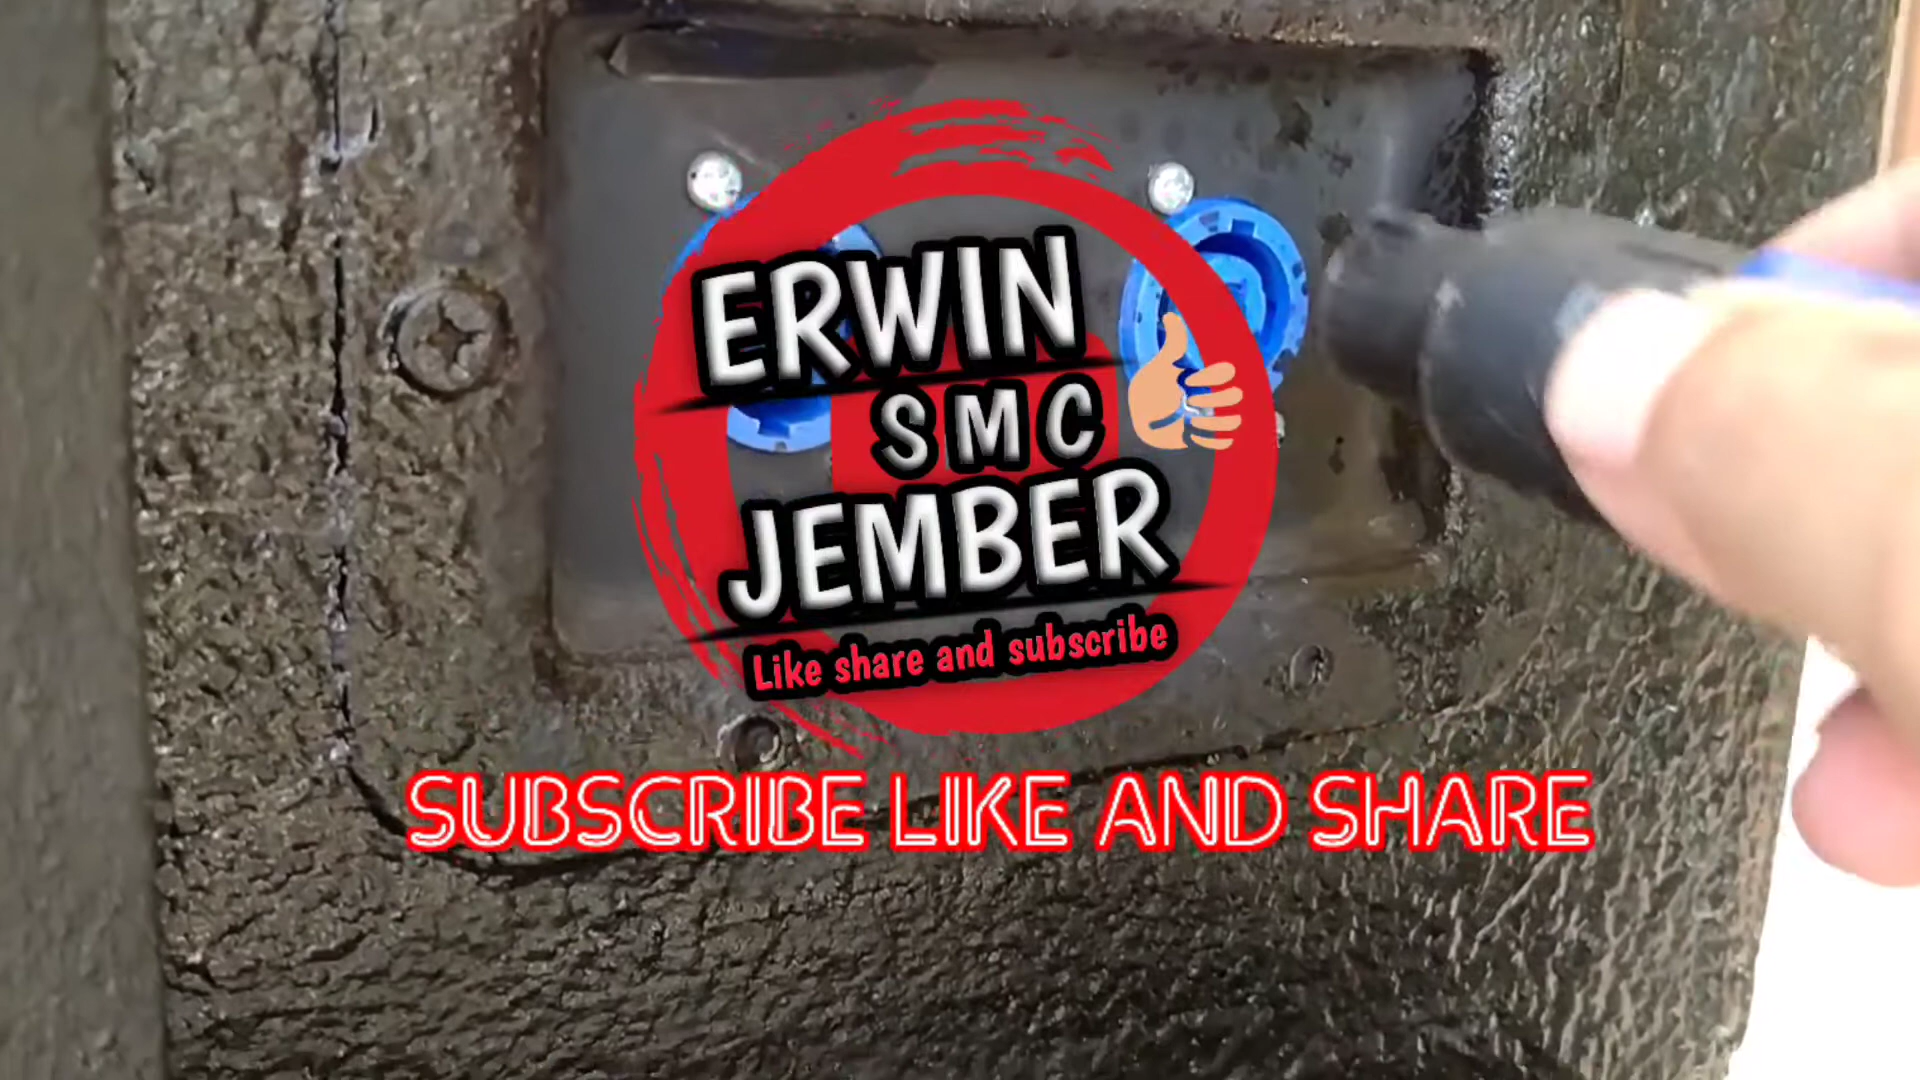 ERWIN
SMC
JEMBER
Like share and subscribe
SUBSCRIBE LIKE AND SHARE